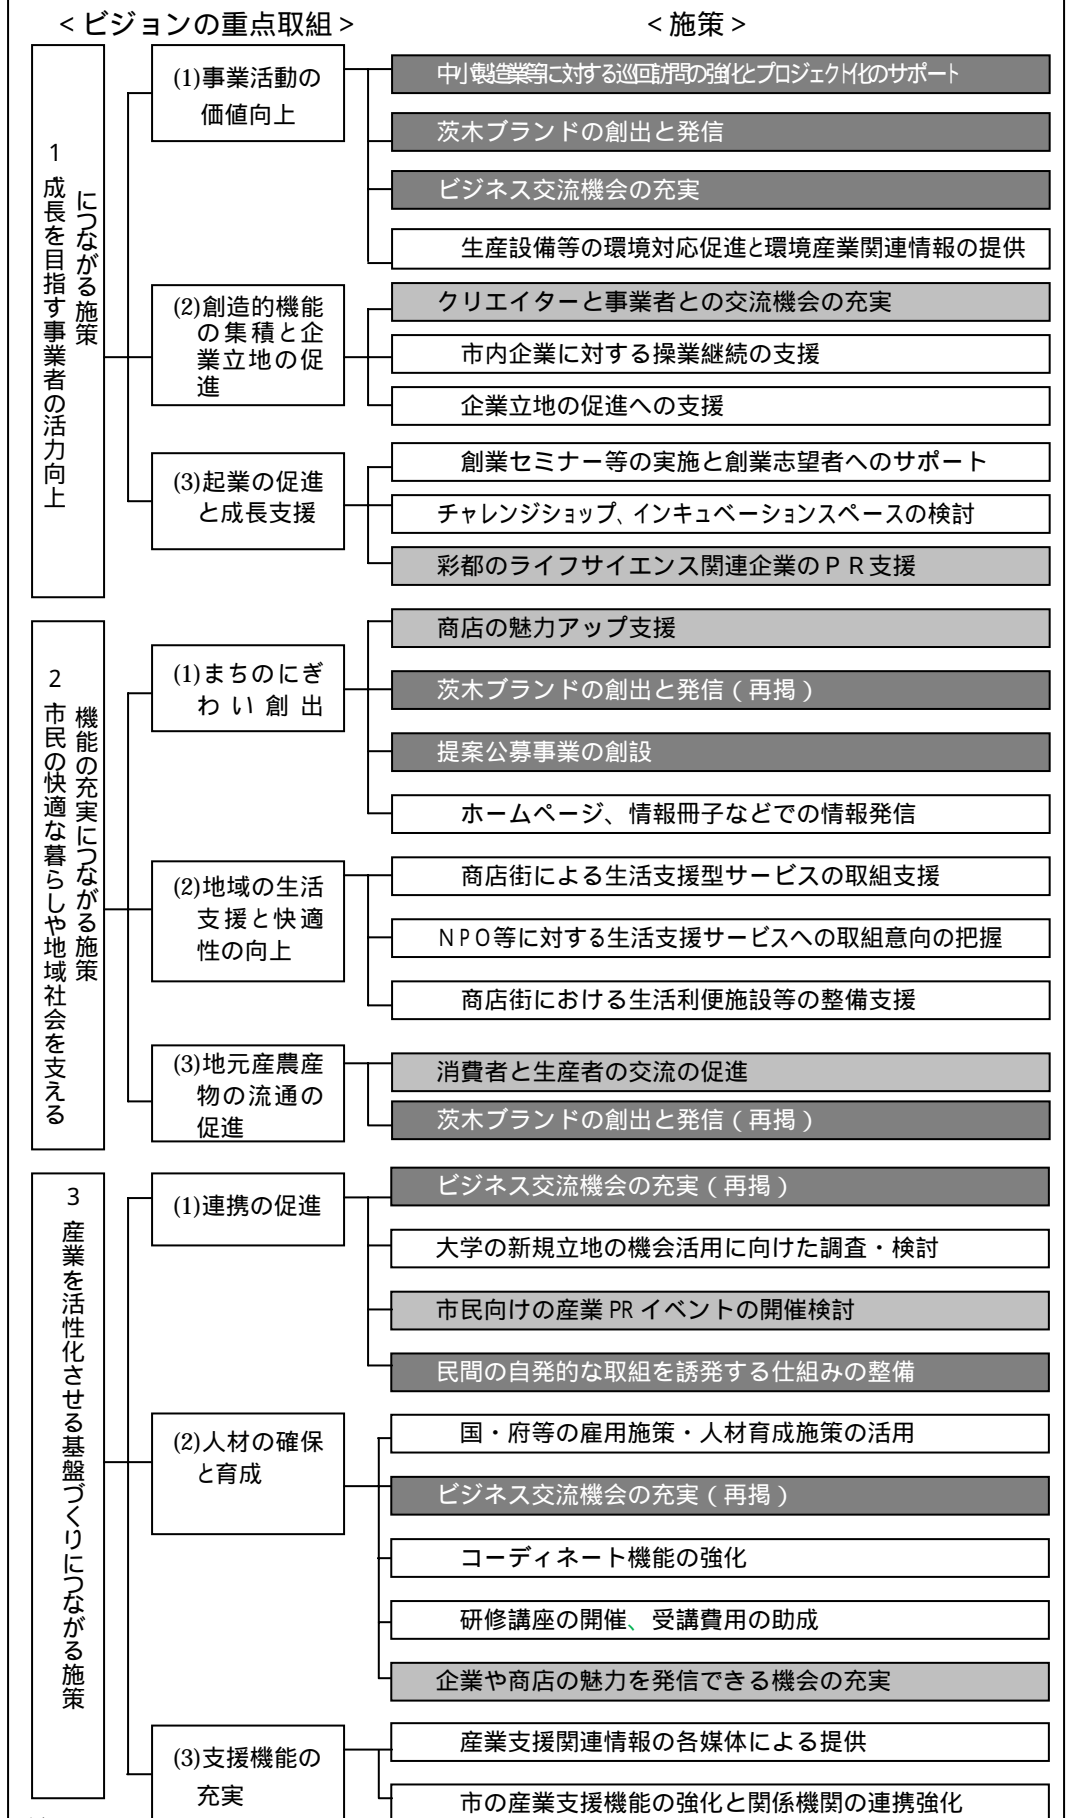 <ビジョンの重点取組>
<施策>
1 成長を目指す事業者の活力向上
につながる施策
(1)事業活動の
価値向上
中小製造業等に対する巡回訪問の強化とプロジェクト化のサポート
茨木ブランドの創出と発信
ビジネス交流機会の充実
生産設備等の環境対応促進と環境産業関連情報の提供
(2)創造的機能
の集積と企
業立地の促
進
クリエイターと事業者との交流機会の充実
市内企業に対する操業継続の支援
企業立地の促進への支援
(3)起業の促進
と成長支援
創業セミナー等の実施と創業志望者へのサポート
チャレンジショップ、インキュベーションスペースの検討
彩都のライフサイエンス関連企業のPR支援
2 市民の快適な暮らしや地域社会を支える
機能の充実につながる施策
(1)まちのにぎ
わい創出
商店の魅力アップ支援
茨木ブランドの創出と発信(再掲)
提案公募事業の創設
ホームページ、情報冊子などでの情報発信
(2)地域の生活
支援と快適
性の向上
商店街による生活支援型サービスの取組支援
NPO等に対する生活支援サービスへの取組意向の把握
商店街における生活利便施設等の整備支援
(3)地元産農産
物の流通の
促進
消費者と生産者の交流の促進
茨木ブランドの創出と発信(再掲)
3 産業を活性化させる基盤づくりにつながる施策
(1)連携の促進
ビジネス交流機会の充実(再掲)
大学の新規立地の機会活用に向けた調査・検討
市民向けの産業PRイベントの開催検討
民間の自発的な取組を誘発する仕組みの整備
(2)人材の確保
と育成
国・府等の雇用施策・人材育成施策の活用
ビジネス交流機会の充実(再掲)
コーディネート機能の強化
研修講座の開催、受講費用の助成
企業や商店の魅力を発信できる機会の充実
(3)支援機能の
充実
産業支援関連情報の各媒体による提供
市の産業支援機能の強化と関係機関の連携強化